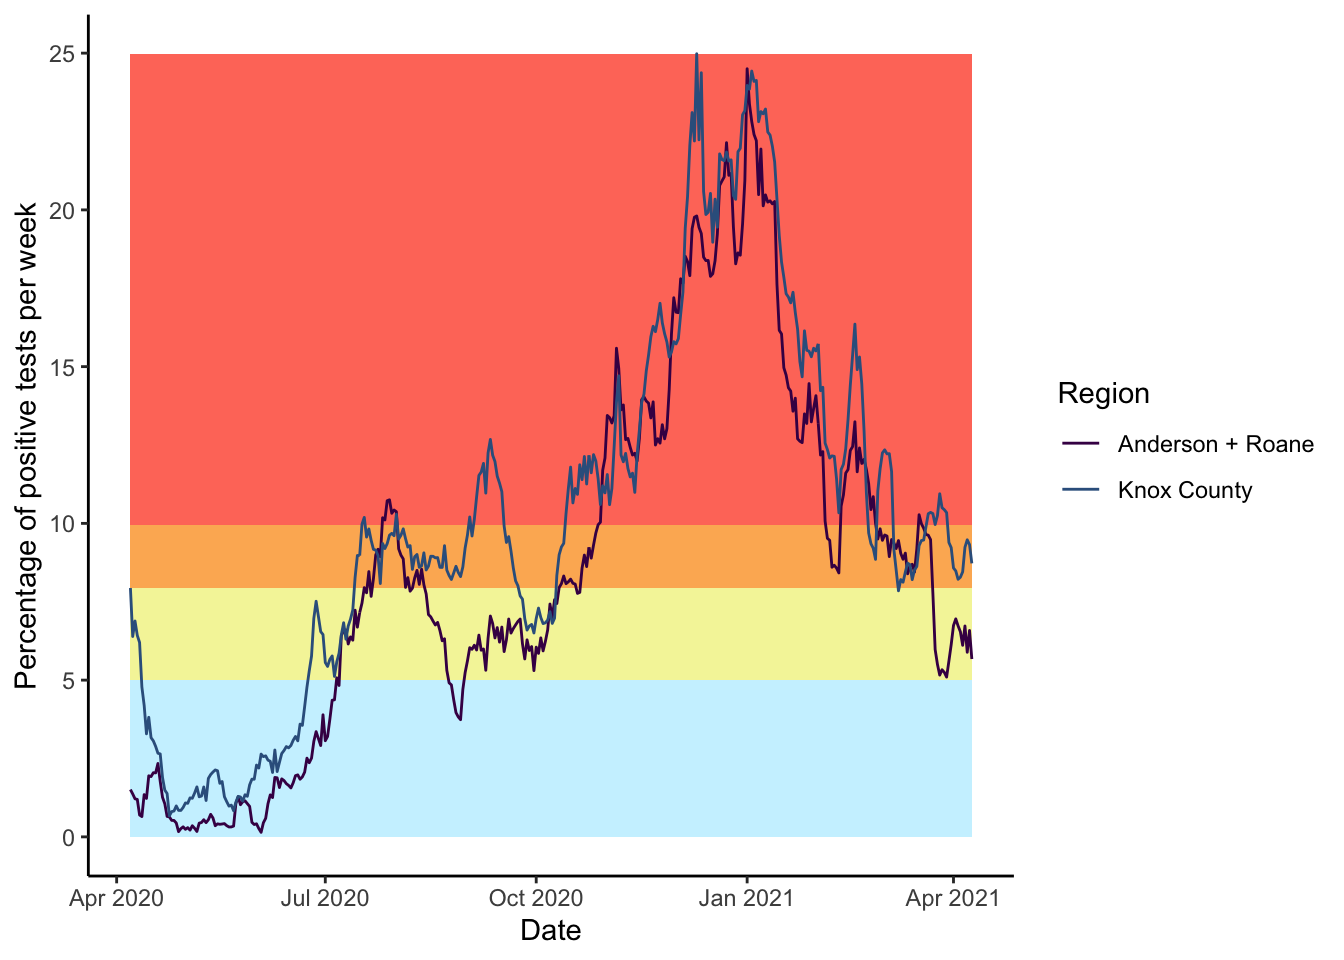 Percentage of positive tests per week
25
20
15
10
5
0
Apr 2020
Jul 2020
Oct 2020
Jan 2021
Apr 2021
Date
Region
Anderson + Roane
Knox County